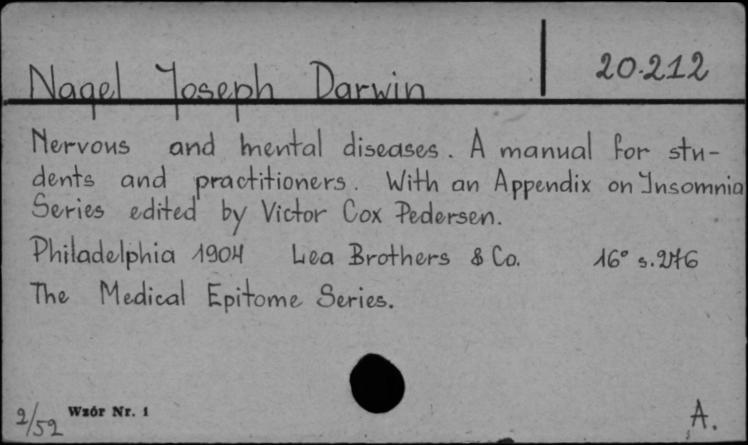 Nagel Joseph Darwin 20.212
Nervous and mental diseases. A manual for stu-
dents and practitioners. With an Appendix on Insomnia
Series edited by Victor Cox Pedersen.
Philadelphia 1904 Lea Brothers & Co. 16° s. 276
The Medical Epitome Series.
2/52 Wzór Nr. 1 A.